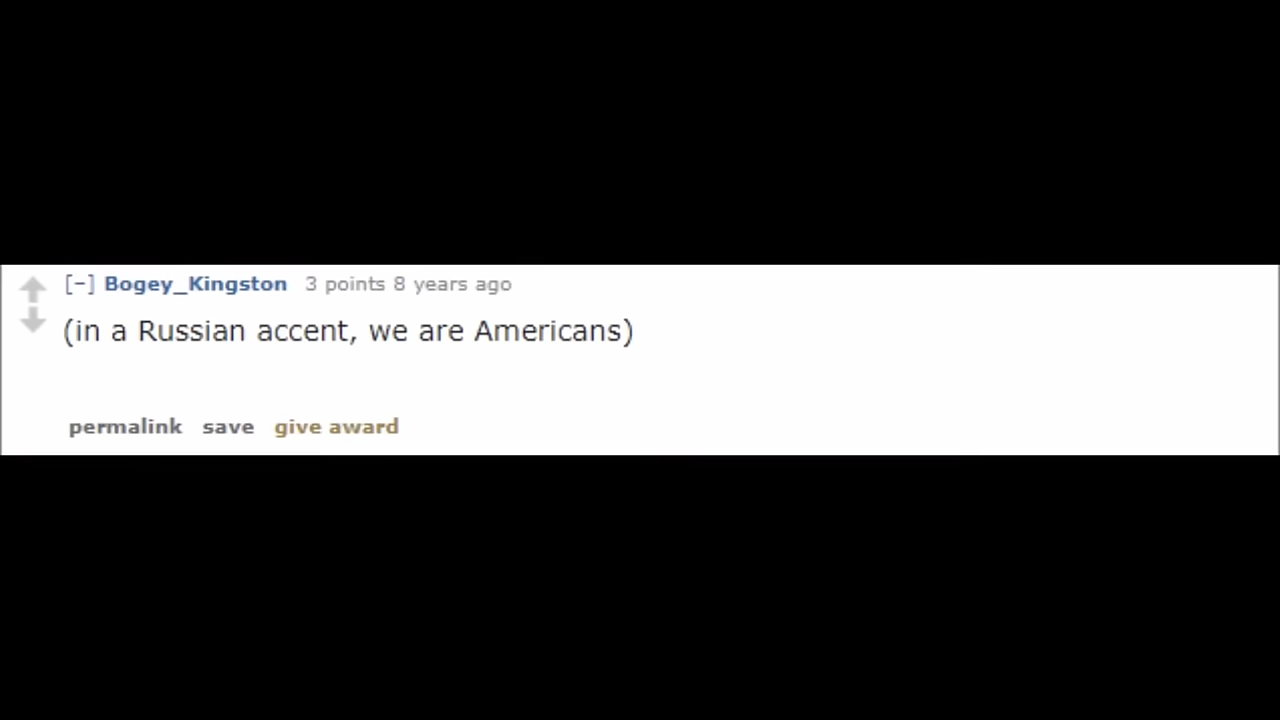 [−] Bogey_Kingston 3 points 8 years ago
(in a Russian accent, we are Americans)
permalink save give award